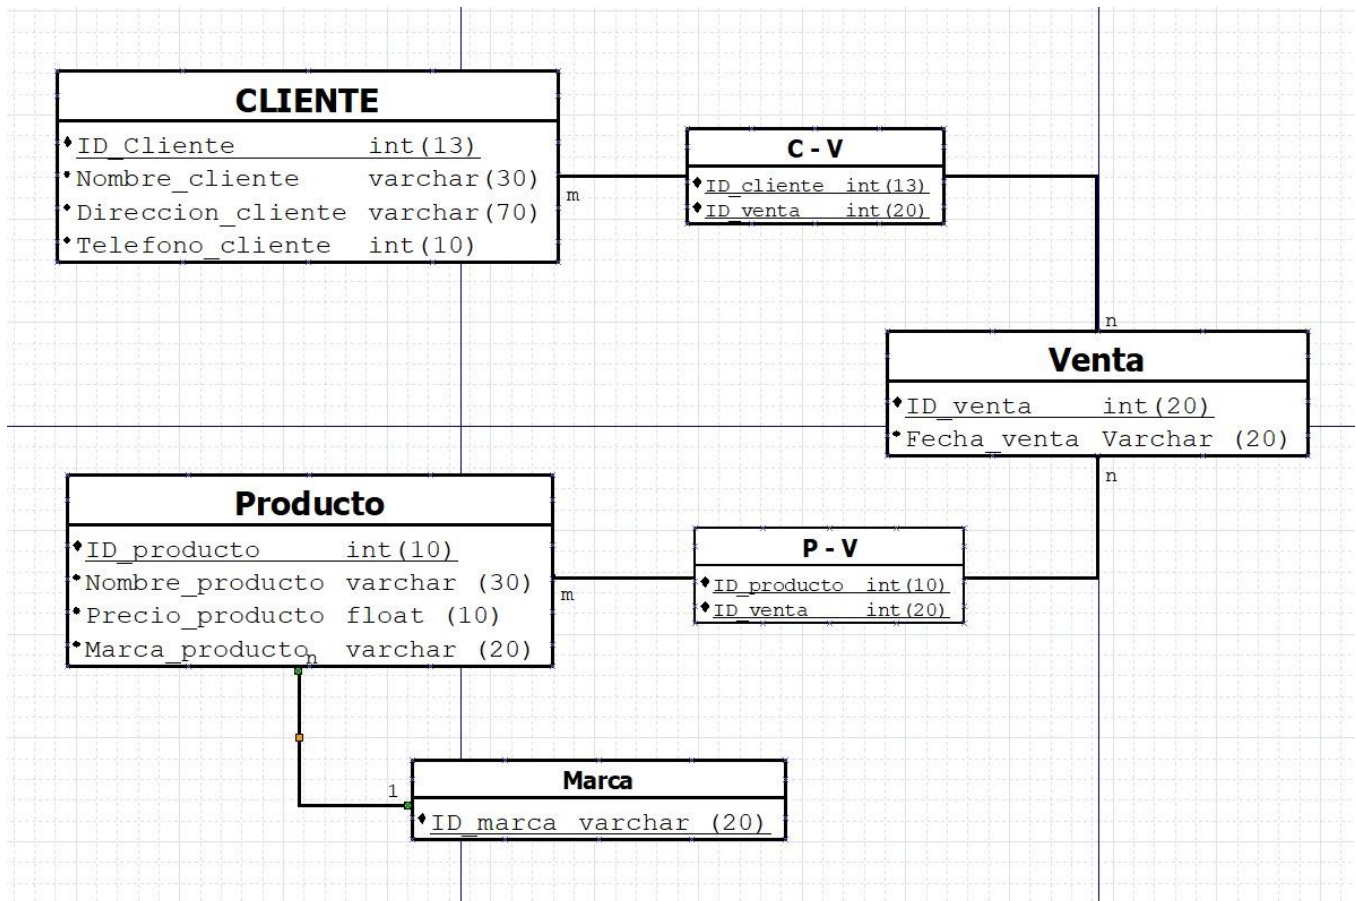 CLIENTE
ID_Cliente int(13)
Nombre_cliente varchar(30)
Direccion_cliente varchar(70)
Telefono_cliente int(10)
m
C - V
ID_cliente int(13)
ID_venta int(20)
n
Venta
ID_venta int(20)
Fecha_venta Varchar (20)
n
Producto
ID_producto int(10)
Nombre_producto varchar (30)
Precio_producto float (10)
Marca_producto varchar (20)
n
m
P - V
ID_producto int(10)
ID_venta int(20)
1
Marca
ID_marca varchar (20)